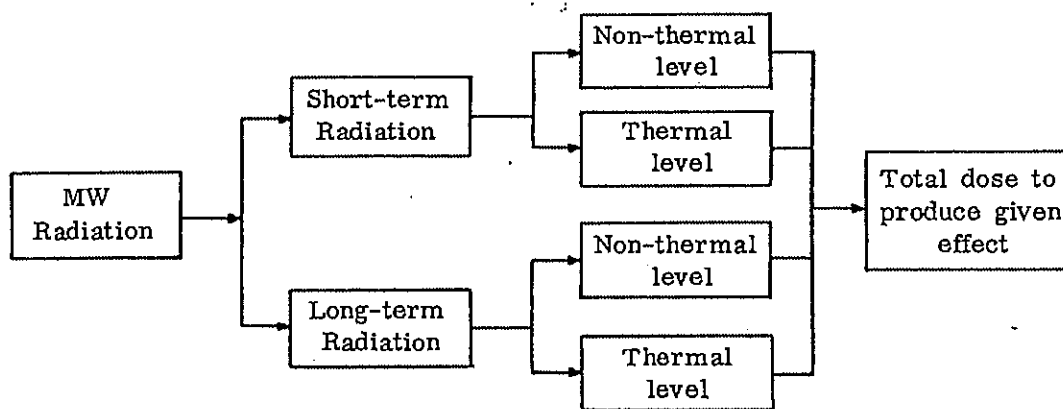 MW
Radiation
Short-term
Radiation
Long-term
Radiation
Non-thermal
level
Thermal
level
Non-thermal
level
Thermal
level
Total dose to
produce given
effect